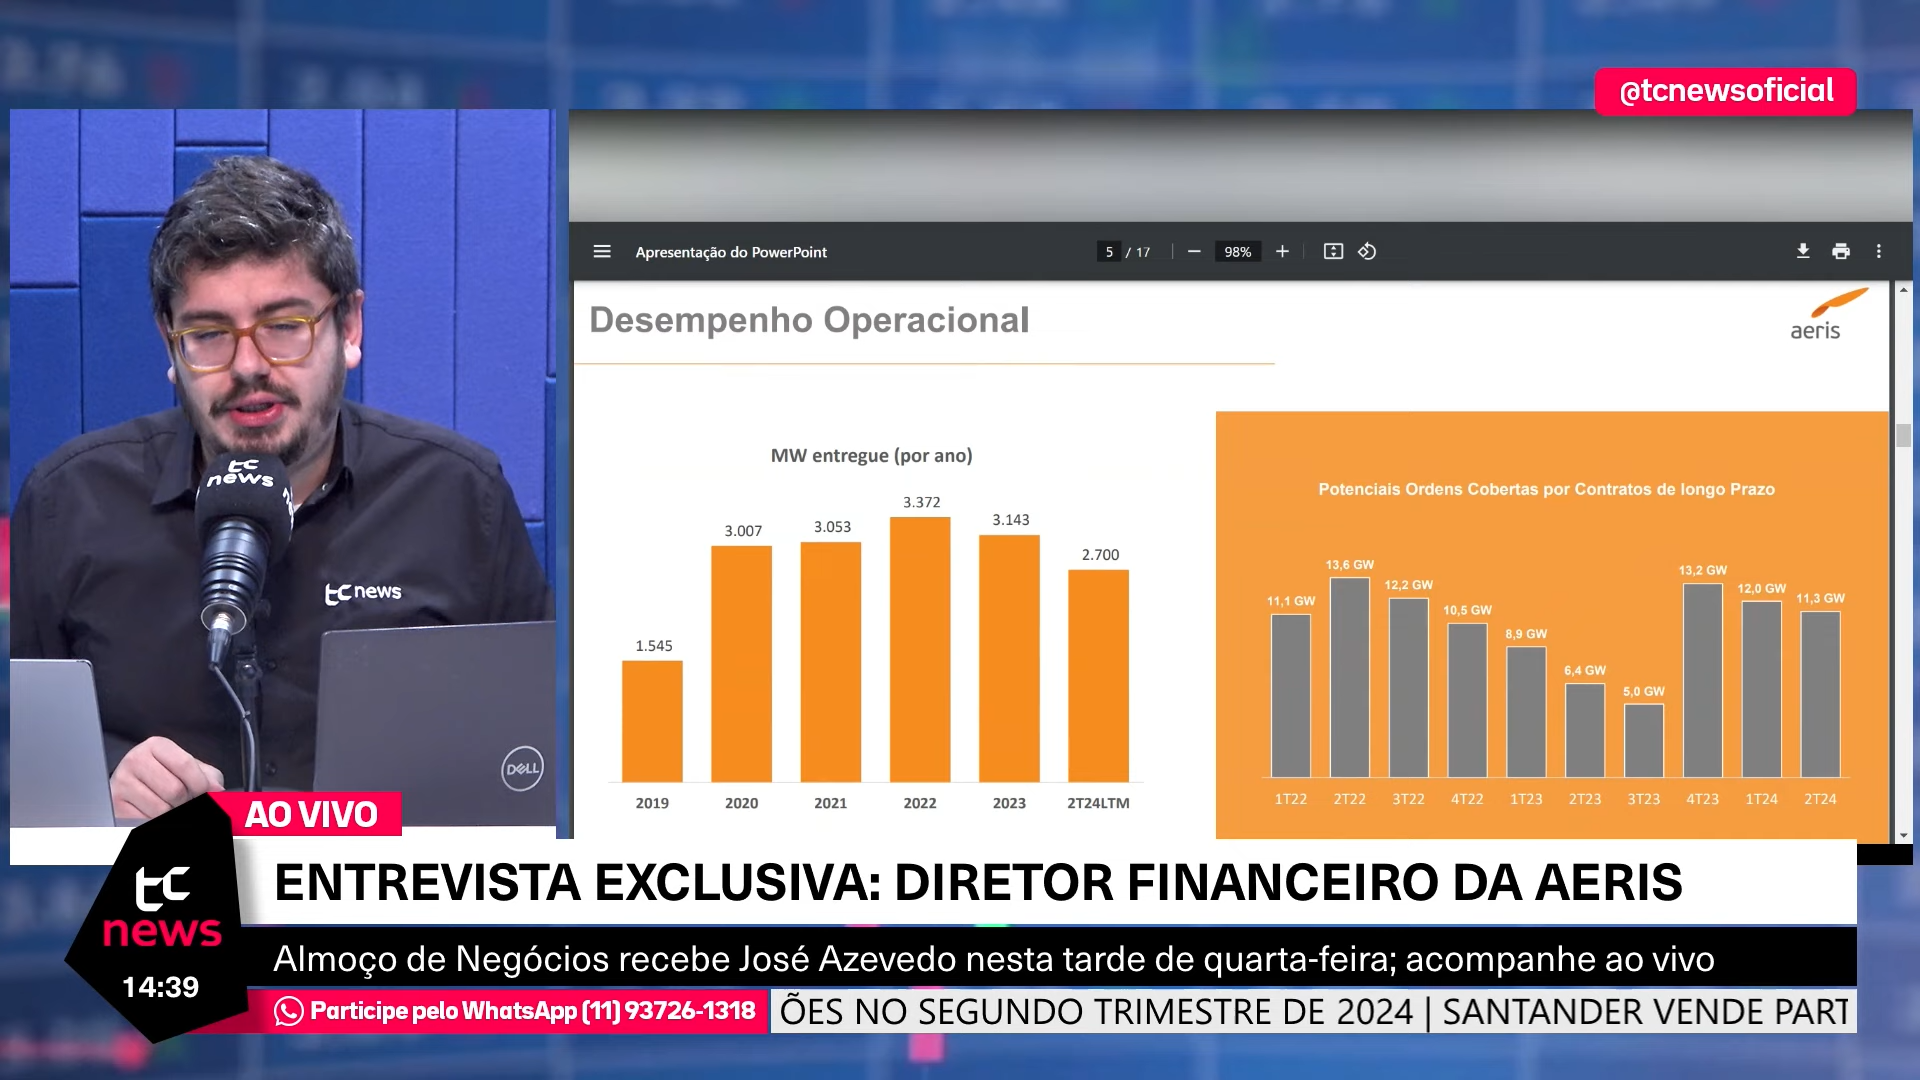 @tcnewsoficial
Apresentação do PowerPoint
5 / 17
98%
Desempenho Operacional
aeris
MW entregue (por ano)
1.545
3.007
3.053
3.372
3.143
2.700
2019
2020
2021
2022
2023
2T24LTM
Potenciais Ordens Cobertas por Contratos de longo Prazo
11,1 GW
13,6 GW
12,2 GW
10,5 GW
8,9 GW
6,4 GW
5,0 GW
13,2 GW
12,0 GW
11,3 GW
1T22
2T22
3T22
4T22
1T23
2T23
3T23
4T23
1T24
2T24
tc
news
tc news
DELL
AO VIVO
ENTREVISTA EXCLUSIVA: DIRETOR FINANCEIRO DA AERIS
Almoço de Negócios recebe José Azevedo nesta tarde de quarta-feira; acompanhe ao vivo
tc
news
14:39
Participe pelo WhatsApp (11) 93726-1318
ÕES NO SEGUNDO TRIMESTRE DE 2024 | SANTANDER VENDE PART